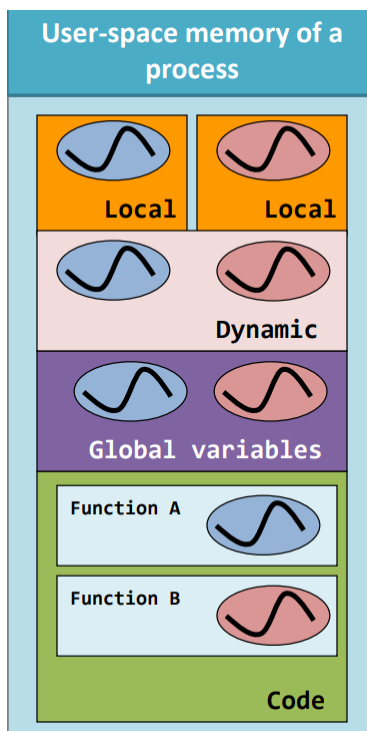 User-space memory of a
process
Local
Local
Dynamic
Global variables
Function A
Function B
Code